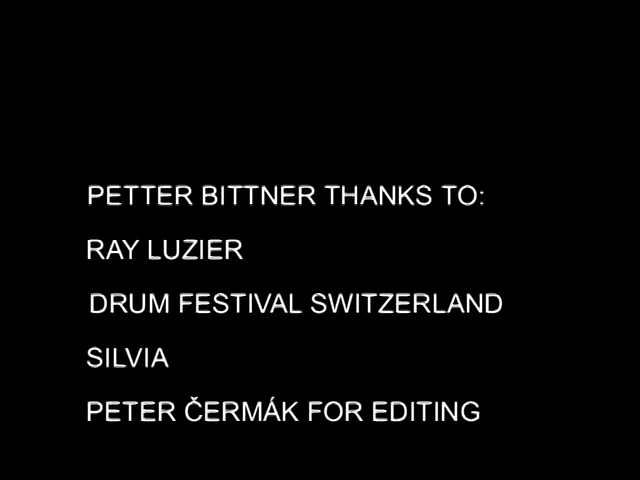 PETTER BITTNER THANKS TO:
RAY LUZIER
DRUM FESTIVAL SWITZERLAND
SILVIA
PETER ČERMÁK FOR EDITING